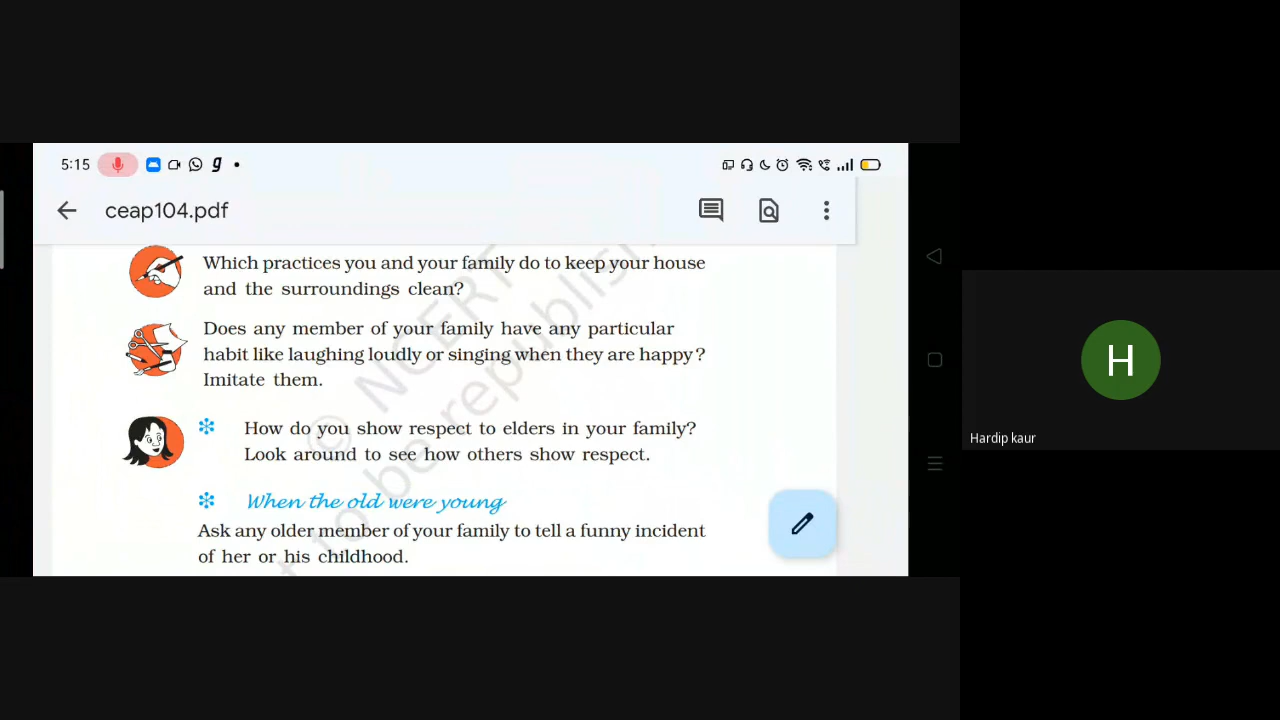 5:15
ceap104.pdf
Which practices you and your family do to keep your house
and the surroundings clean?
Does any member of your family have any particular
habit like laughing loudly or singing when they are happy?
Imitate them.
How do you show respect to elders in your family?
Look around to see how others show respect.
When the old were young
Ask any older member of your family to tell a funny incident
of her or his childhood.
© NCERT
to be republish
H
Hardip kaur